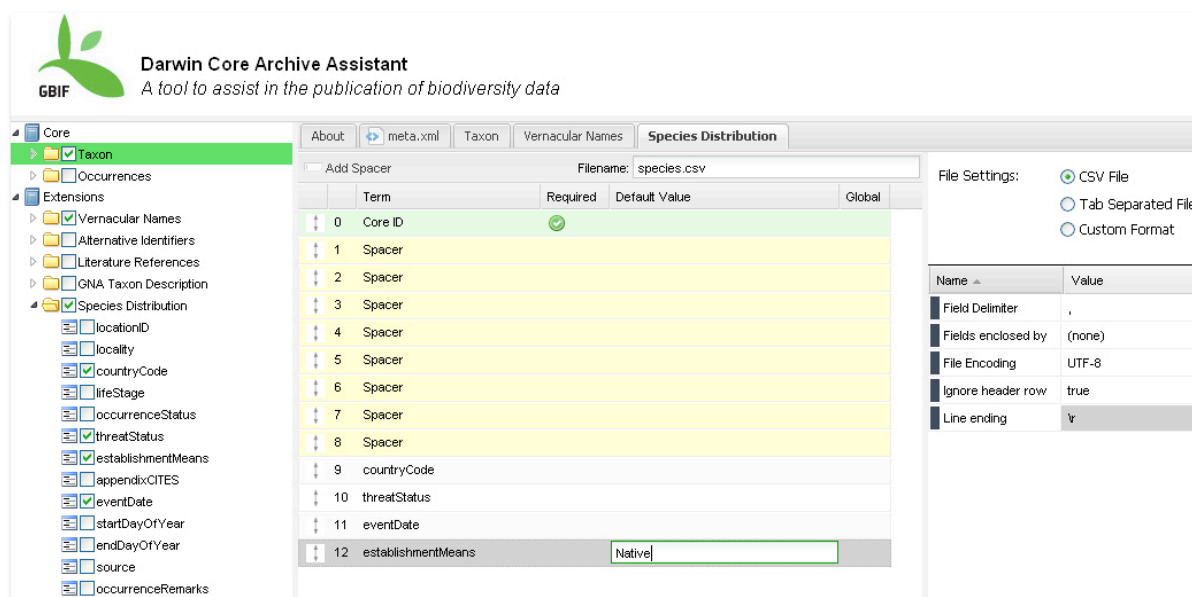 GBIF
Darwin Core Archive Assistant
A tool to assist in the publication of biodiversity data
Core
Taxon
Occurrences
Extensions
Vernacular Names
Alternative Identifiers
Literature References
GNA Taxon Description
Species Distribution
locationID
locality
countryCode
lifeStage
occurrenceStatus
threatStatus
establishmentMeans
appendixCITES
eventDate
startDayOfYear
endDayOfYear
source
occurrenceRemarks
About meta.xml Taxon Vernacular Names Species Distribution
Add Spacer Filename: species.csv
Term Required Default Value Global
0 Core ID
1 Spacer
2 Spacer
3 Spacer
4 Spacer
5 Spacer
6 Spacer
7 Spacer
8 Spacer
9 countryCode
10 threatStatus
11 eventDate
12 establishmentMeans Native
File Settings: CSV File
Tab Separated File
Custom Format
Name Value
Field Delimiter ,
Fields enclosed by (none)
File Encoding UTF-8
Ignore header row true
Line ending \r